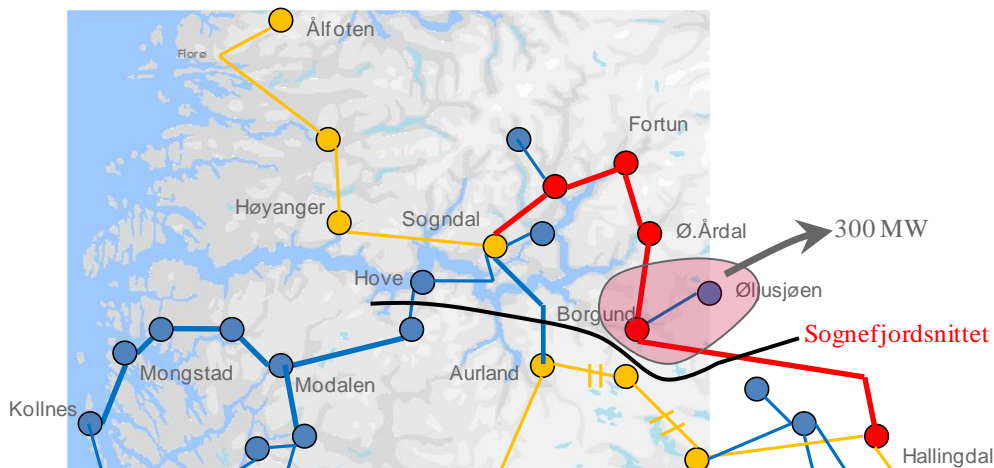 Ålfoten
Florø
Fortun
Høyanger
Sogndal
Ø.Årdal
300 MW
Hove
Øljusjøen
Borgund
Sognefjordsnittet
Mongstad
Modalen
Aurland
Kollnes
Hallingdal